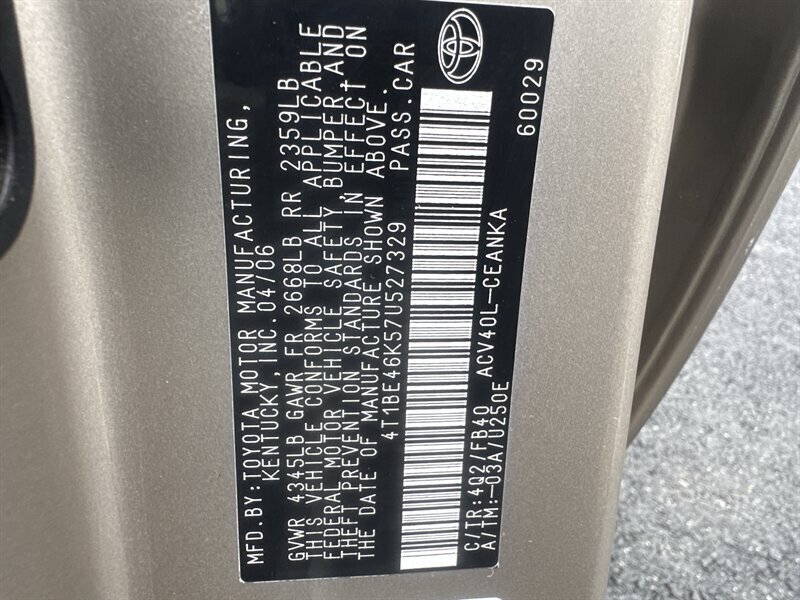 MFD.BY:TOYOTA MOTOR MANUFACTURING,
KENTUCKY, INC.04/06
GVWR 4345LB GAWR FR 2668LB RR 2359LB
THIS VEHICLE CONFORMS TO ALL APPLICABLE
FEDERAL MOTOR VEHICLE SAFETY, BUMPER,AND
THEFT PREVENTION STANDARDS IN EFFECT ON
THE DATE OF MANUFACTURE SHOWN ABOVE.
4T1BE46K57U527329 PASS.CAR
C/TR:4Q2/FB40 ACV40L-CEANKA
A/TM:-03A/U250E
60029